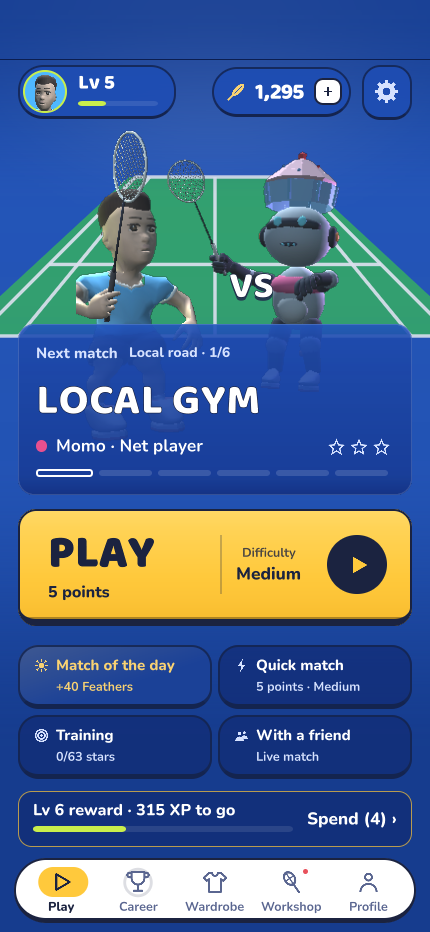 Lv 5
1,295 +
VS
Next match Local road · 1/6
LOCAL GYM
Momo · Net player
PLAY
5 points
Difficulty
Medium
Match of the day
+40 Feathers
Quick match
5 points · Medium
Training
0/63 stars
With a friend
Live match
Lv 6 reward · 315 XP to go
Spend (4) ›
Play Career Wardrobe Workshop Profile